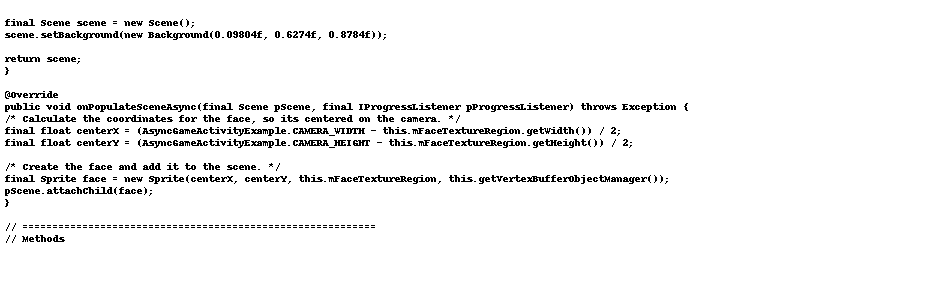 final Scene scene = new Scene();
scene.setBackground(new Background(0.09804f, 0.6274f, 0.8784f));
return scene;
}
@Override
public void onPopulateSceneAsync(final Scene pScene, final IProgressListener pProgressListener) throws Exception {
/* Calculate the coordinates for the face, so its centered on the camera. */
final float centerX = (AsyncGameActivityExample.CAMERA_WIDTH - this.mFaceTextureRegion.getWidth()) / 2;
final float centerY = (AsyncGameActivityExample.CAMERA_HEIGHT - this.mFaceTextureRegion.getHeight()) / 2;
/* Create the face and add it to the scene. */
final Sprite face = new Sprite(centerX, centerY, this.mFaceTextureRegion, this.getVertexBufferObjectManager());
pScene.attachChild(face);
}
// ===========================================================
// Methods